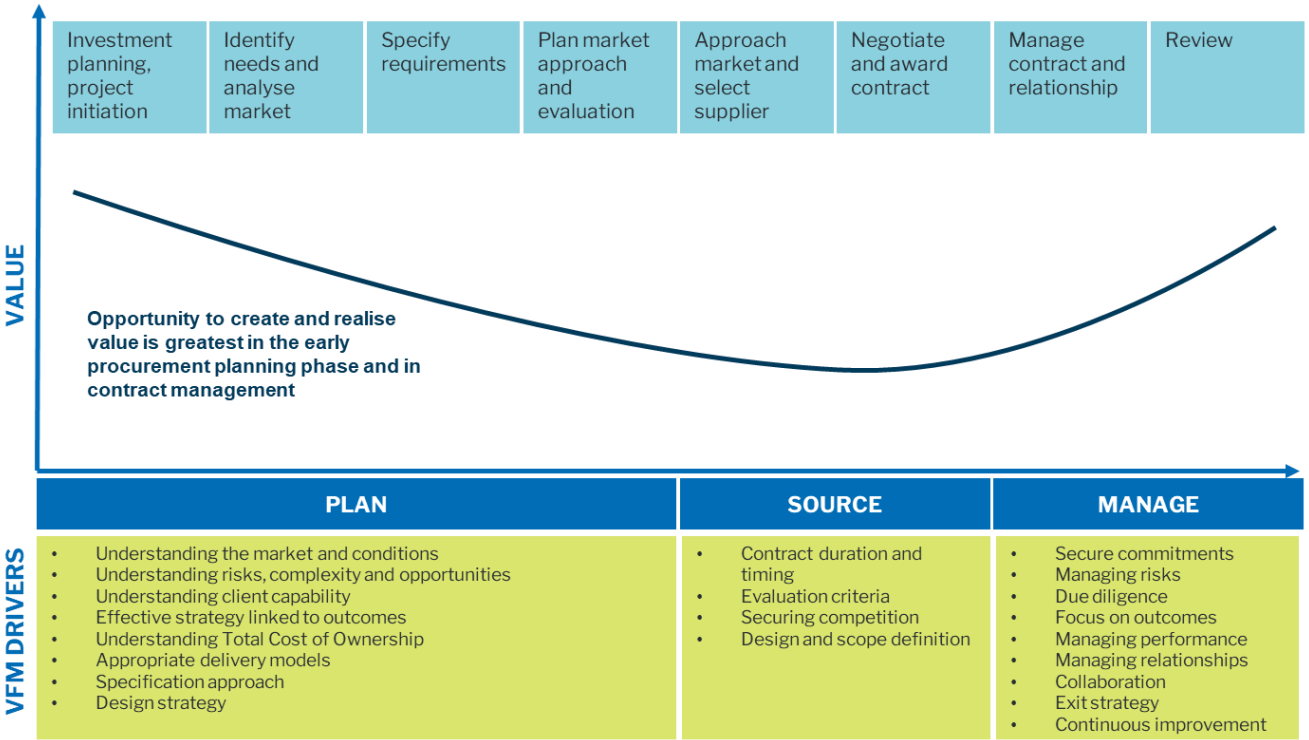 Investment
planning,
project
initiation
Identify
needs and
analyse
market
Specify
requirements
Plan market
approach
and
evaluation
Approach
market and
select
supplier
Negotiate
and award
contract
Manage
contract and
relationship
Review
VALUE
Opportunity to create and realise
value is greatest in the early
procurement planning phase and in
contract management
PLAN
SOURCE
MANAGE
VFM DRIVERS
• Understanding the market and conditions
• Understanding risks, complexity and opportunities
• Understanding client capability
• Effective strategy linked to outcomes
• Understanding Total Cost of Ownership
• Appropriate delivery models
• Specification approach
• Design strategy
• Contract duration and
timing
• Evaluation criteria
• Securing competition
• Design and scope definition
• Secure commitments
• Managing risks
• Due diligence
• Focus on outcomes
• Managing performance
• Managing relationships
• Collaboration
• Exit strategy
• Continuous improvement